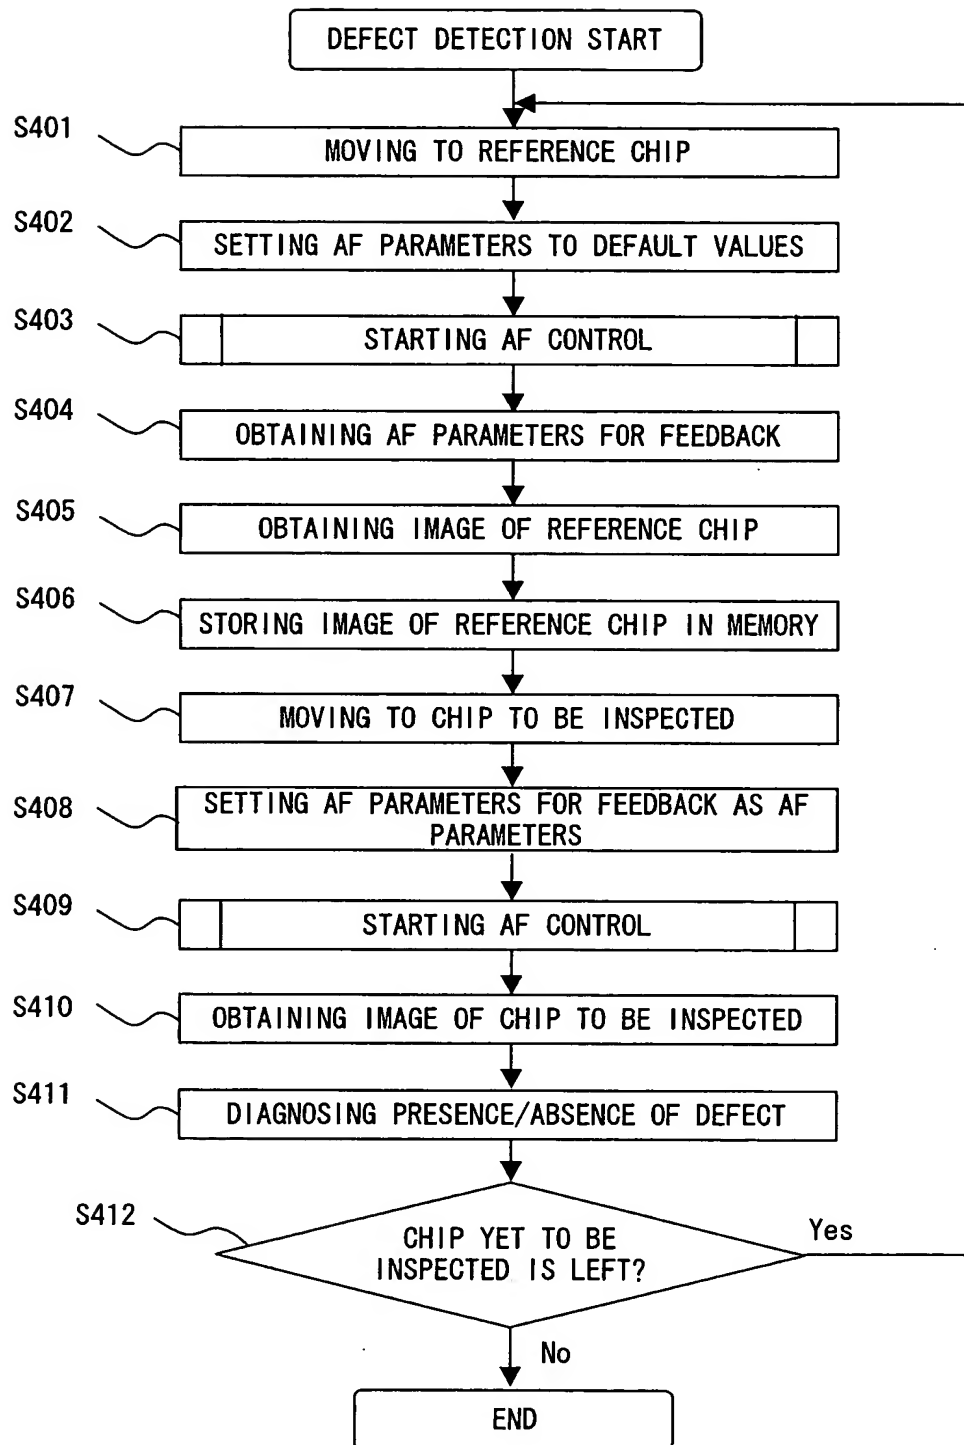 DEFECT DETECTION START
S401
MOVING TO REFERENCE CHIP
S402
SETTING AF PARAMETERS TO DEFAULT VALUES
S403
STARTING AF CONTROL
S404
OBTAINING AF PARAMETERS FOR FEEDBACK
S405
OBTAINING IMAGE OF REFERENCE CHIP
S406
STORING IMAGE OF REFERENCE CHIP IN MEMORY
S407
MOVING TO CHIP TO BE INSPECTED
S408
SETTING AF PARAMETERS FOR FEEDBACK AS AF
PARAMETERS
S409
STARTING AF CONTROL
S410
OBTAINING IMAGE OF CHIP TO BE INSPECTED
S411
DIAGNOSING PRESENCE/ABSENCE OF DEFECT
S412
CHIP YET TO BE
INSPECTED IS LEFT?
Yes
No
END